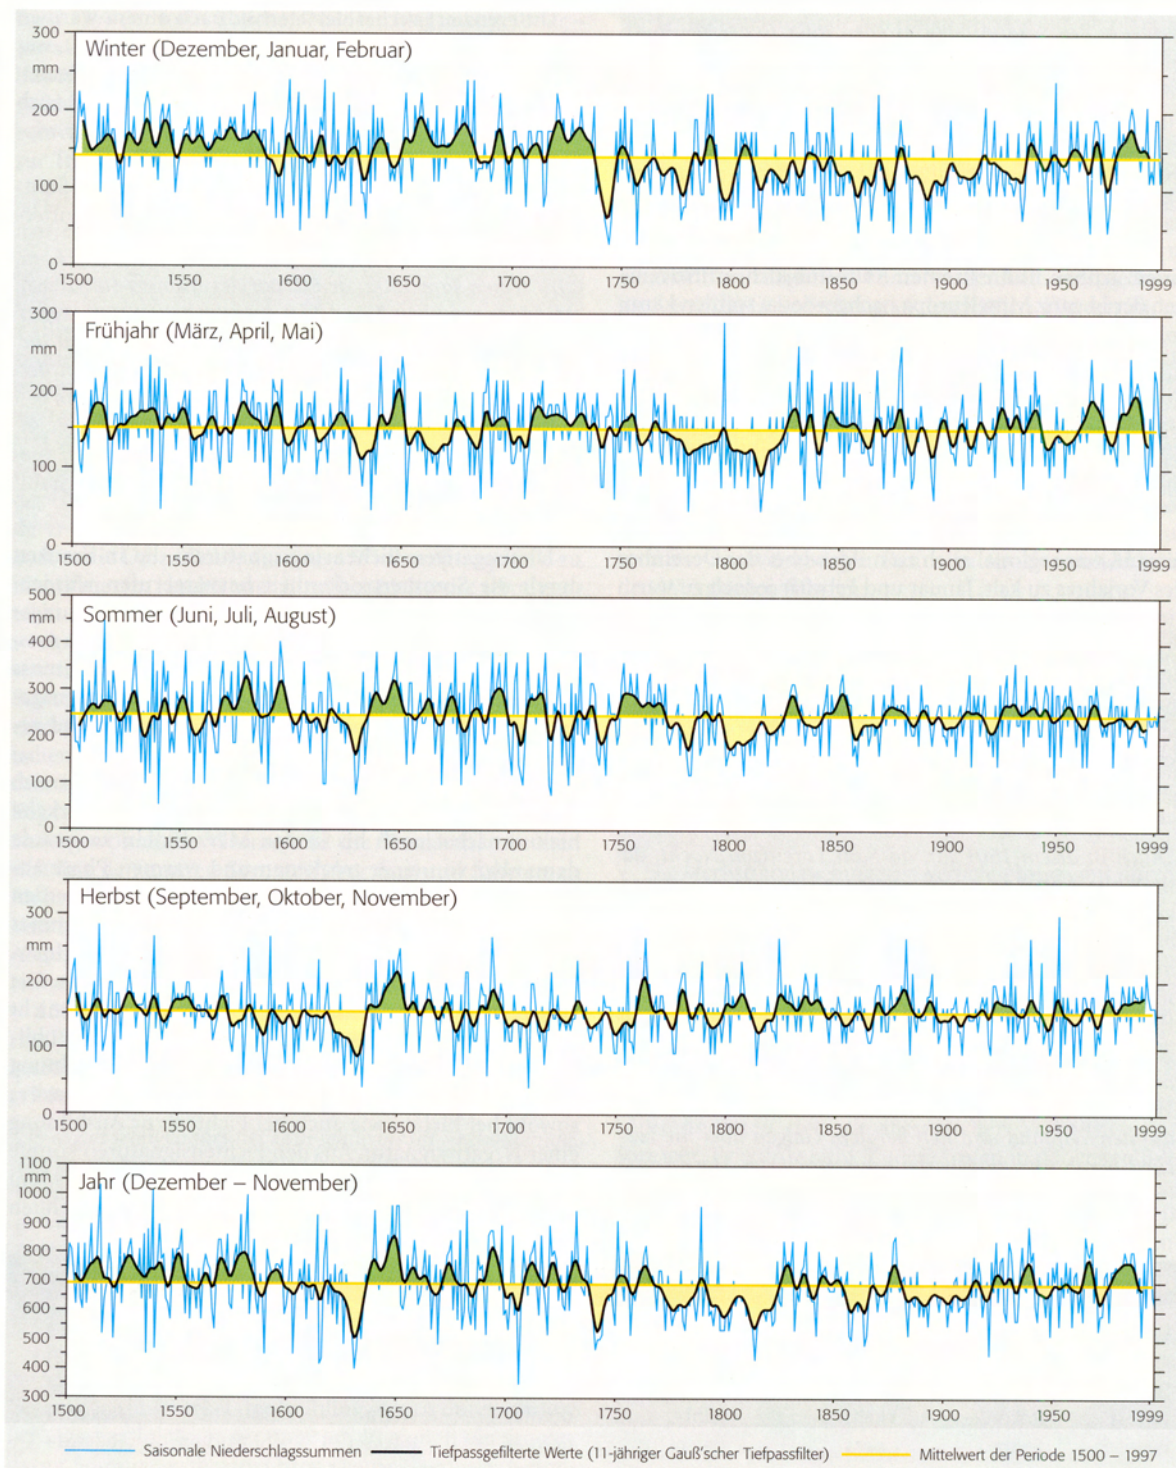 300
mm
200
100
0
Winter (Dezember, Januar, Februar)
1500 1550 1600 1650 1700 1750 1800 1850 1900 1950 1999
300
mm
200
100
0
Frühjahr (März, April, Mai)
1500 1550 1600 1650 1700 1750 1800 1850 1900 1950 1999
500
mm
400
300
200
100
0
Sommer (Juni, Juli, August)
1500 1550 1600 1650 1700 1750 1800 1850 1900 1950 1999
300
mm
200
100
0
Herbst (September, Oktober, November)
1500 1550 1600 1650 1700 1750 1800 1850 1900 1950 1999
1100
mm
1000
900
800
700
600
500
400
300
Jahr (Dezember – November)
1500 1550 1600 1650 1700 1750 1800 1850 1900 1950 1999
Saisonale Niederschlagssummen Tiefpassgefilterte Werte (11-jähriger Gauß'scher Tiefpassfilter) Mittelwert der Periode 1500 – 1997